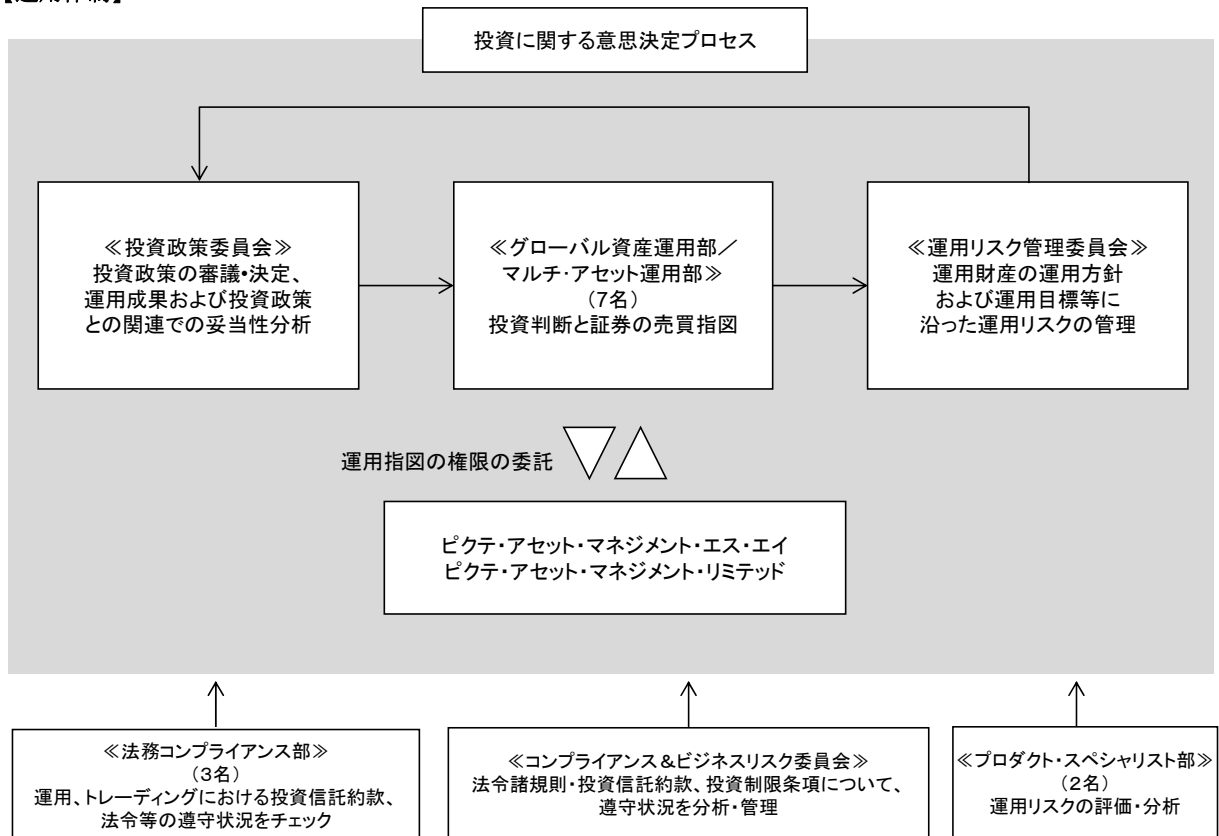 【運用体制】
投資に関する意思決定プロセス
≪投資政策委員会≫
投資政策の審議・決定、
運用成果および投資政策
との関連での妥当性分析
≪グローバル資産運用部／
マルチ・アセット運用部≫
（7名）
投資判断と証券の売買指図
≪運用リスク管理委員会≫
運用財産の運用方針
および運用目標等に
沿った運用リスクの管理
運用指図の権限の委託
ピクテ・アセット・マネジメント・エス・エイ
ピクテ・アセット・マネジメント・リミテッド
≪法務コンプライアンス部≫
（3名）
運用、トレーディングにおける投資信託約款、
法令等の遵守状況をチェック
≪コンプライアンス＆ビジネスリスク委員会≫
法令諸規則・投資信託約款、投資制限条項について、
遵守状況を分析・管理
≪プロダクト・スペシャリスト部≫
（2名）
運用リスクの評価・分析